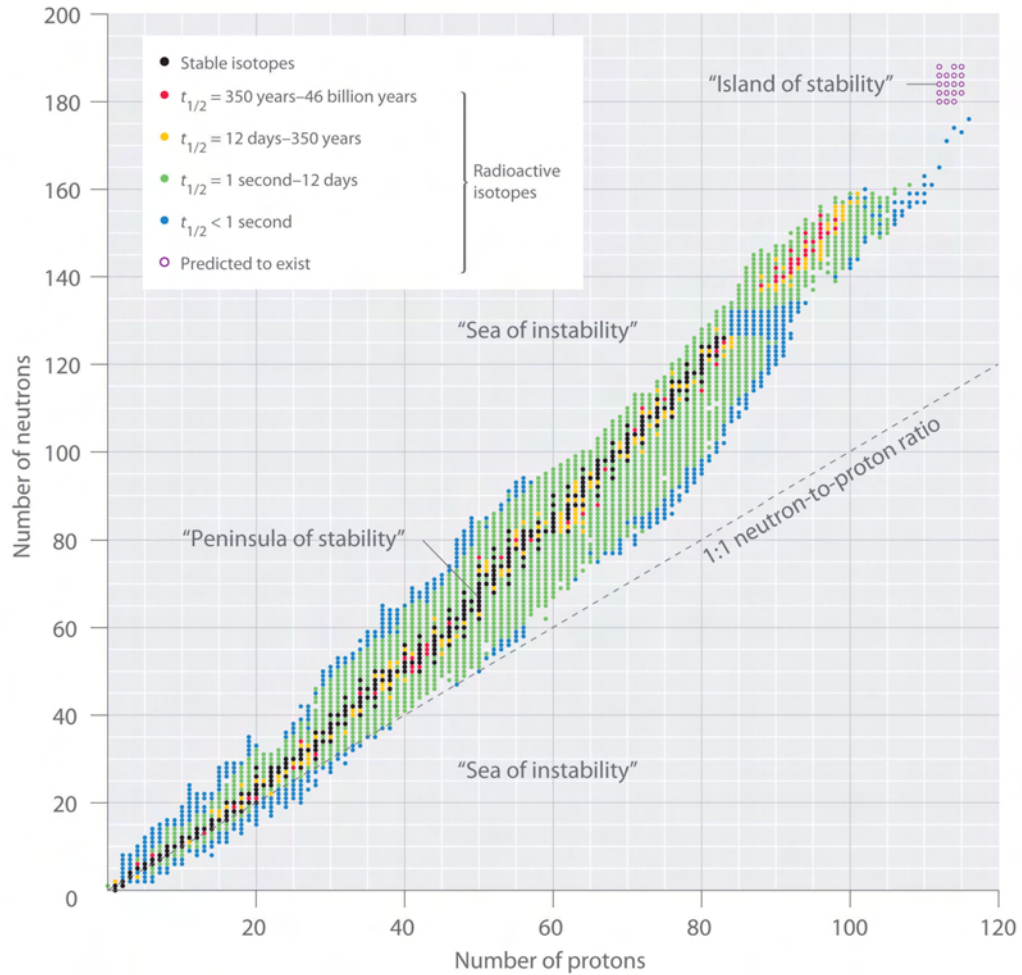 200
180
160
140
120
100
80
60
40
20
0
Number of neutrons
Stable isotopes
t1/2 = 350 years–46 billion years
t1/2 = 12 days–350 years
t1/2 = 1 second–12 days
t1/2 < 1 second
Predicted to exist
Radioactive
isotopes
“Island of stability”
“Sea of instability”
“Peninsula of stability”
1:1 neutron-to-proton ratio
“Sea of instability”
20
40
60
80
100
120
Number of protons